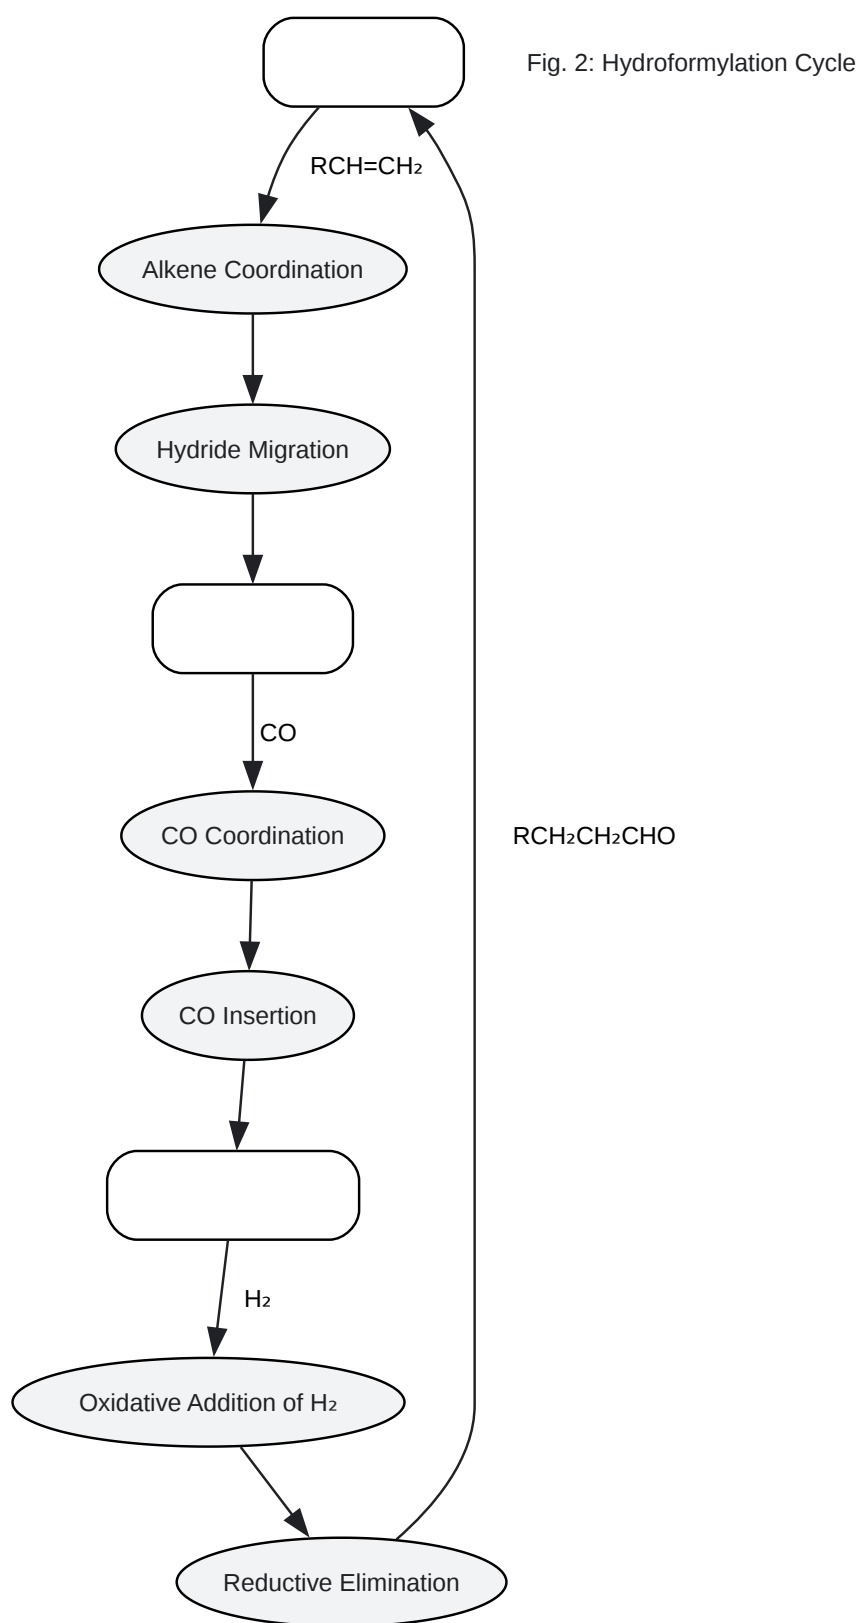 Fig. 2: Hydroformylation Cycle
RCH=CH₂
Alkene Coordination
Hydride Migration
CO
CO Coordination
RCH₂CH₂CHO
CO Insertion
H₂
Oxidative Addition of H₂
Reductive Elimination